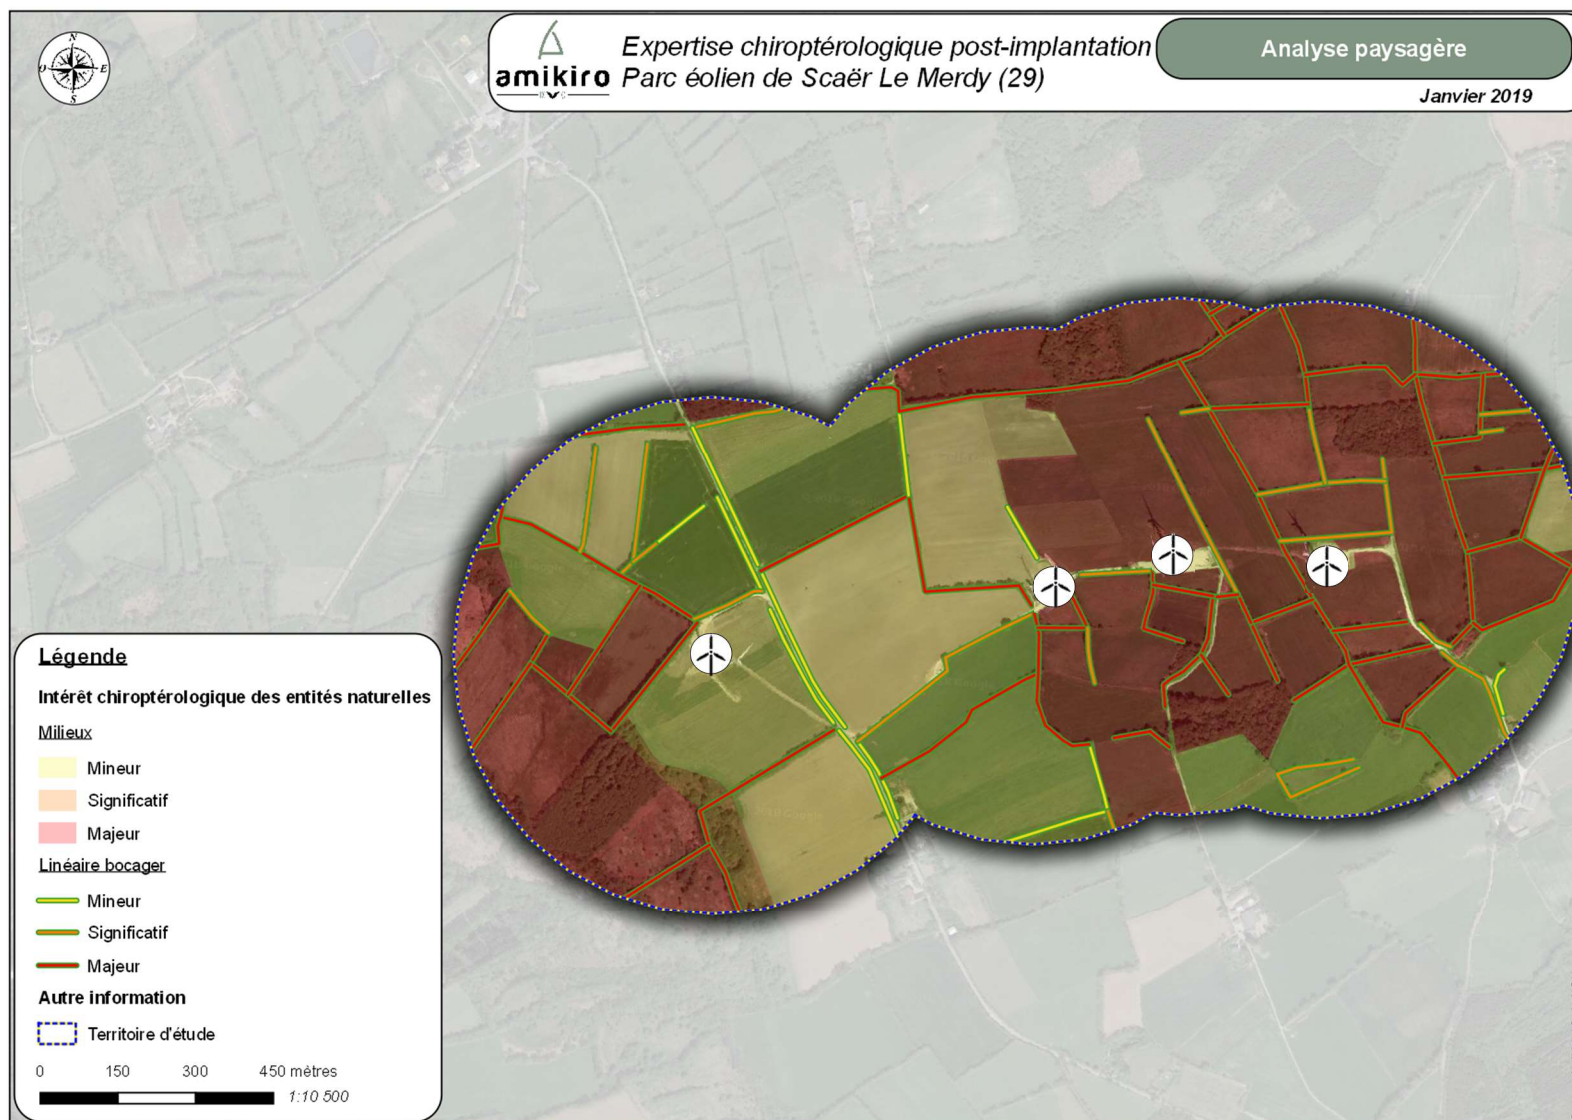 N
O
E
S
amikiro
Expertise chiroptérologique post-implantation
Parc éolien de Scaër Le Merdy (29)
Analyse paysagère
Janvier 2019
Légende
Intérêt chiroptérologique des entités naturelles
Milieux
Mineur
Significatif
Majeur
Linéaire bocager
Mineur
Significatif
Majeur
Autre information
Territoire d'étude
0 150 300 450 métres
1:10 500